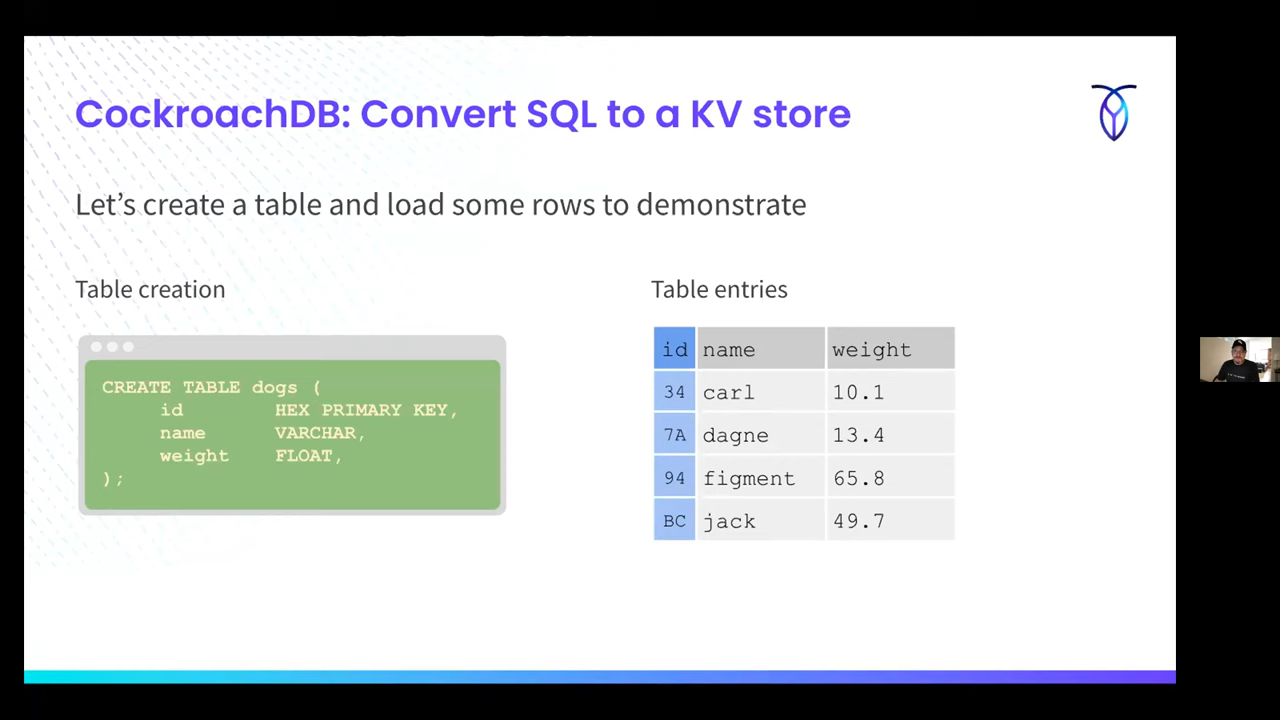 CockroachDB: Convert SQL to a KV store
Let’s create a table and load some rows to demonstrate
Table creation
CREATE TABLE dogs (
id HEX PRIMARY KEY,
name VARCHAR,
weight FLOAT,
);
Table entries
id name weight
34 carl 10.1
7A dagne 13.4
94 figment 65.8
BC jack 49.7